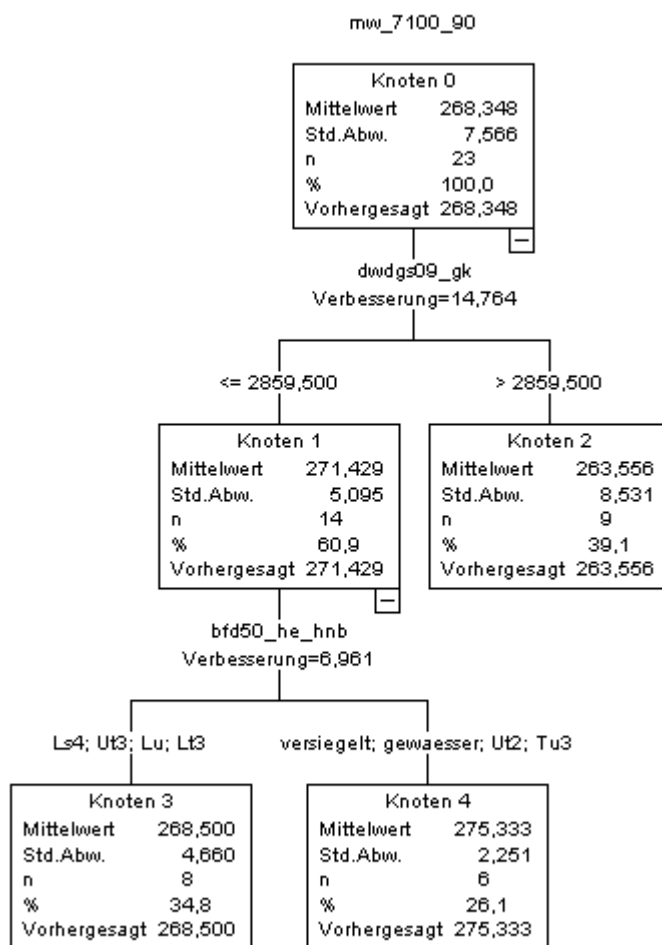 mw_7100_90
Knoten 0
Mittelwert 268,348
Std.Abw. 7,566
n 23
% 100,0
Vorhergesagt 268,348
dwdgs09_gk
Verbesserung=14,764
<= 2859,500
> 2859,500
Knoten 1
Mittelwert 271,429
Std.Abw. 5,095
n 14
% 60,9
Vorhergesagt 271,429
Knoten 2
Mittelwert 263,556
Std.Abw. 8,531
n 9
% 39,1
Vorhergesagt 263,556
bfd50_he_hnb
Verbesserung=6,961
Ls4; Ut3; Lu; Lt3
versiegelt; gewaesser; Ut2; Tu3
Knoten 3
Mittelwert 268,500
Std.Abw. 4,660
n 8
% 34,8
Vorhergesagt 268,500
Knoten 4
Mittelwert 275,333
Std.Abw. 2,251
n 6
% 26,1
Vorhergesagt 275,333